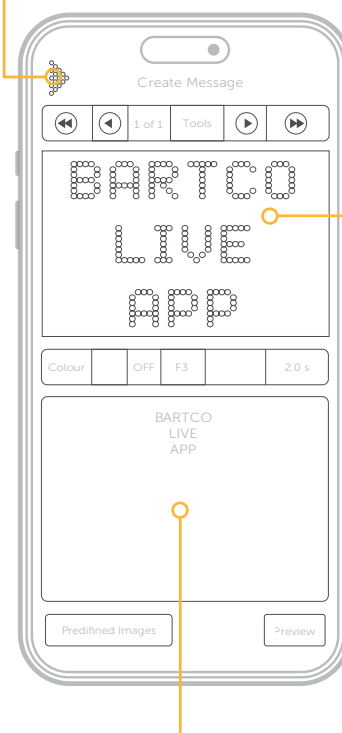 Create Message
1 of 1 Tools
BARTCO
LIVE
APP
Colour OFF F3 2.0 s
BARTCO
LIVE
APP
Predifined Images Preview